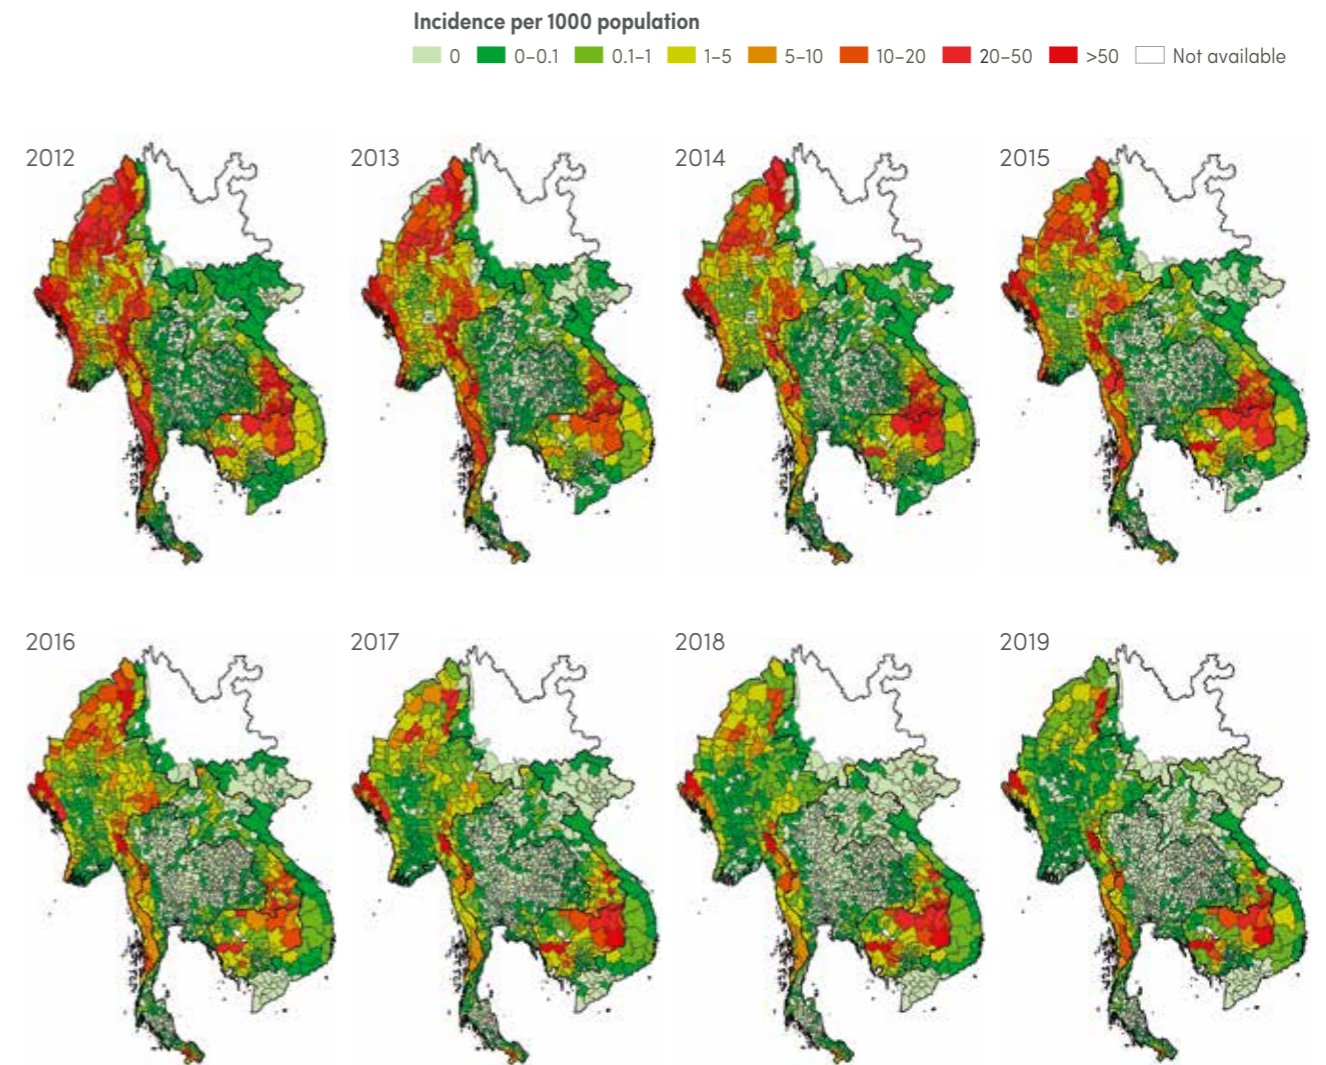 Incidence per 1000 population
0 0–0.1 0.1–1 1–5 5–10 10–20 20–50 >50 Not available
2012 2013 2014 2015
2016 2017 2018 2019